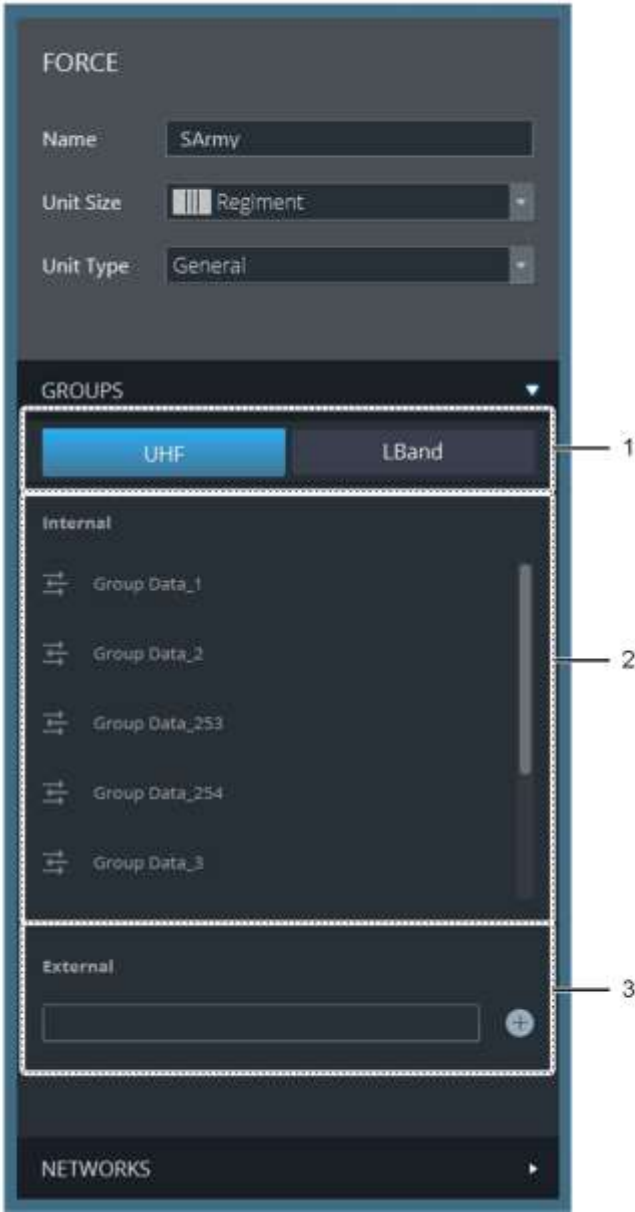 FORCE
Name SArmy
Unit Size Regiment
Unit Type General
GROUPS
UHF LBand 1
Internal
Group Data_1
Group Data_2 2
Group Data_253
Group Data_254
Group Data_3
External
3
NETWORKS